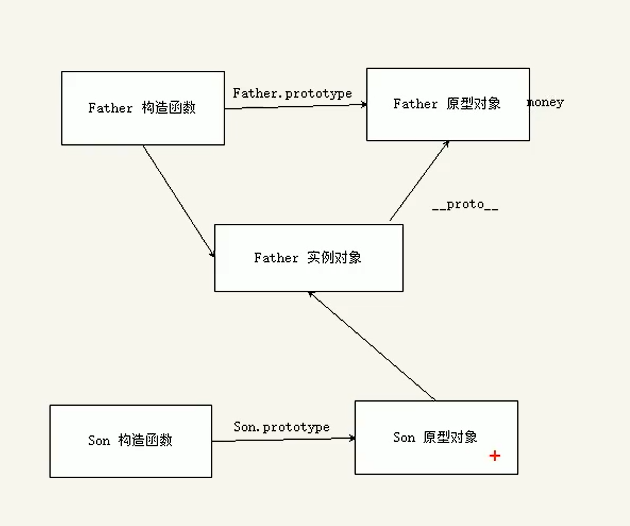 Father 构造函数
Father.prototype
Father 原型对象
money
__proto__
Father 实例对象
Son 构造函数
Son.prototype
Son 原型对象